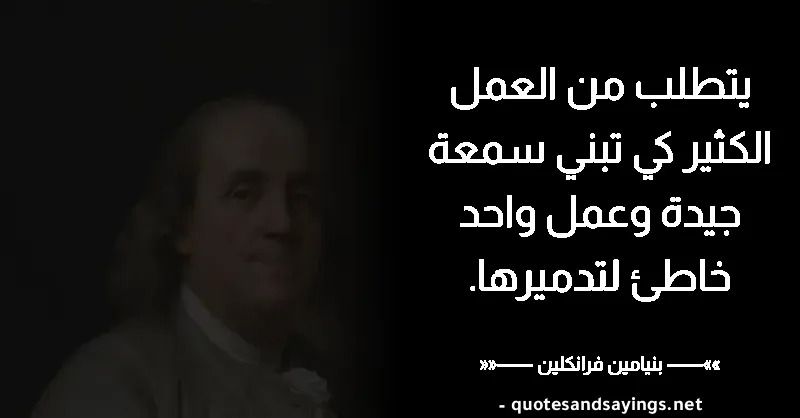 يتطلب من العمل
الكثير كي تبني سمعة
جيدة وعمل واحد
خاطئ لتدميرها.
»»—— بنيامين فرانكلين ——««
- quotesandsayings.net